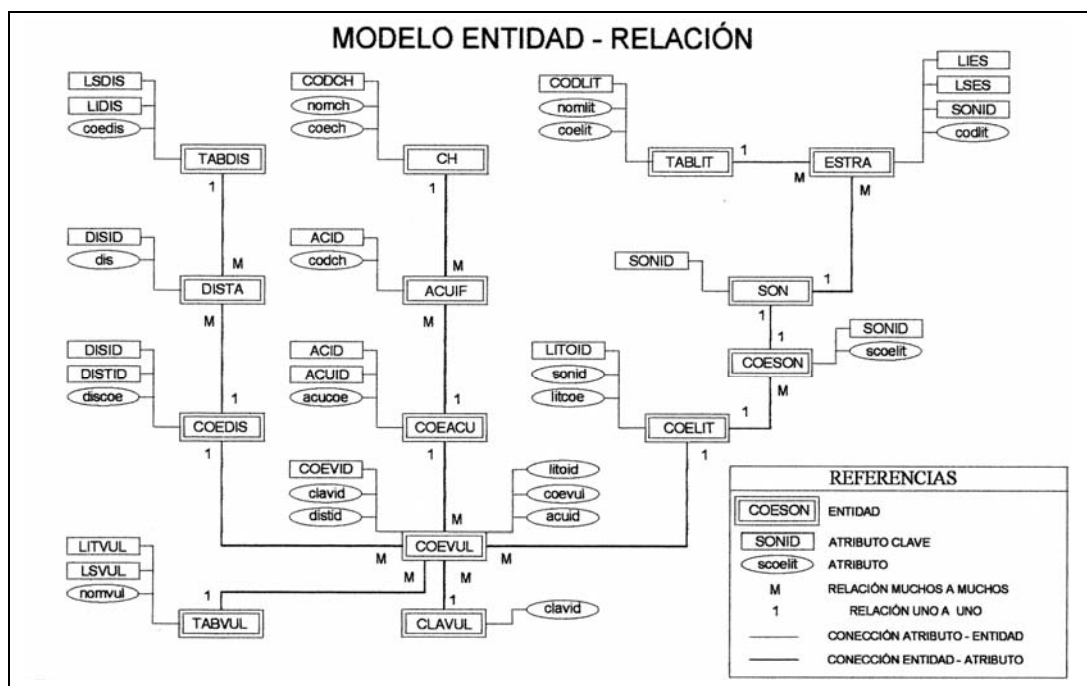 MODELO ENTIDAD - RELACIÓN
LSDIS
LIDIS
coedis
TABDIS
1
CODCH
nomch
coech
CH
1
CODLIT
nomlit
coelit
TABLIT
1
M
LIES
LSES
SONID
codlit
ESTRA
M
DISID
dis
M
DISTA
M
ACID
codch
M
ACUIF
M
SONID
SON
1
1
DISID
DISTID
discoe
1
COEDIS
1
ACID
ACUID
acucoe
1
COEACU
1
LITOID
sonid
litcoe
COELIT
1
1
1
COESON
M
SONID
scoelit
COEVID
clavid
distid
litoid
coevul
acuid
M
COEVUL
M
M
M
M
LITVUL
LSVUL
nomvul
1
TABVUL
1
CLAVUL
clavid
REFERENCIAS
COESON ENTIDAD
SONID ATRIBUTO CLAVE
scoelit ATRIBUTO
M RELACIÓN MUCHOS A MUCHOS
1 RELACIÓN UNO A UNO
CONECCIÓN ATRIBUTO - ENTIDAD
CONECCIÓN ENTIDAD - ATRIBUTO